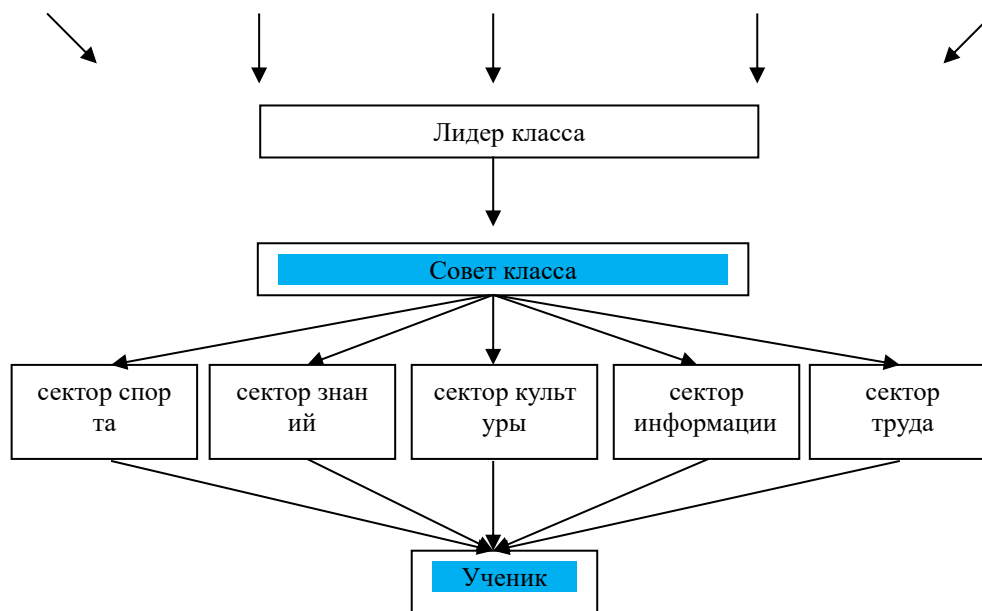 Лидер класса
Совет класса
сектор спор
та
сектор знан
ий
сектор культ
уры
сектор
информации
сектор
труда
Ученик